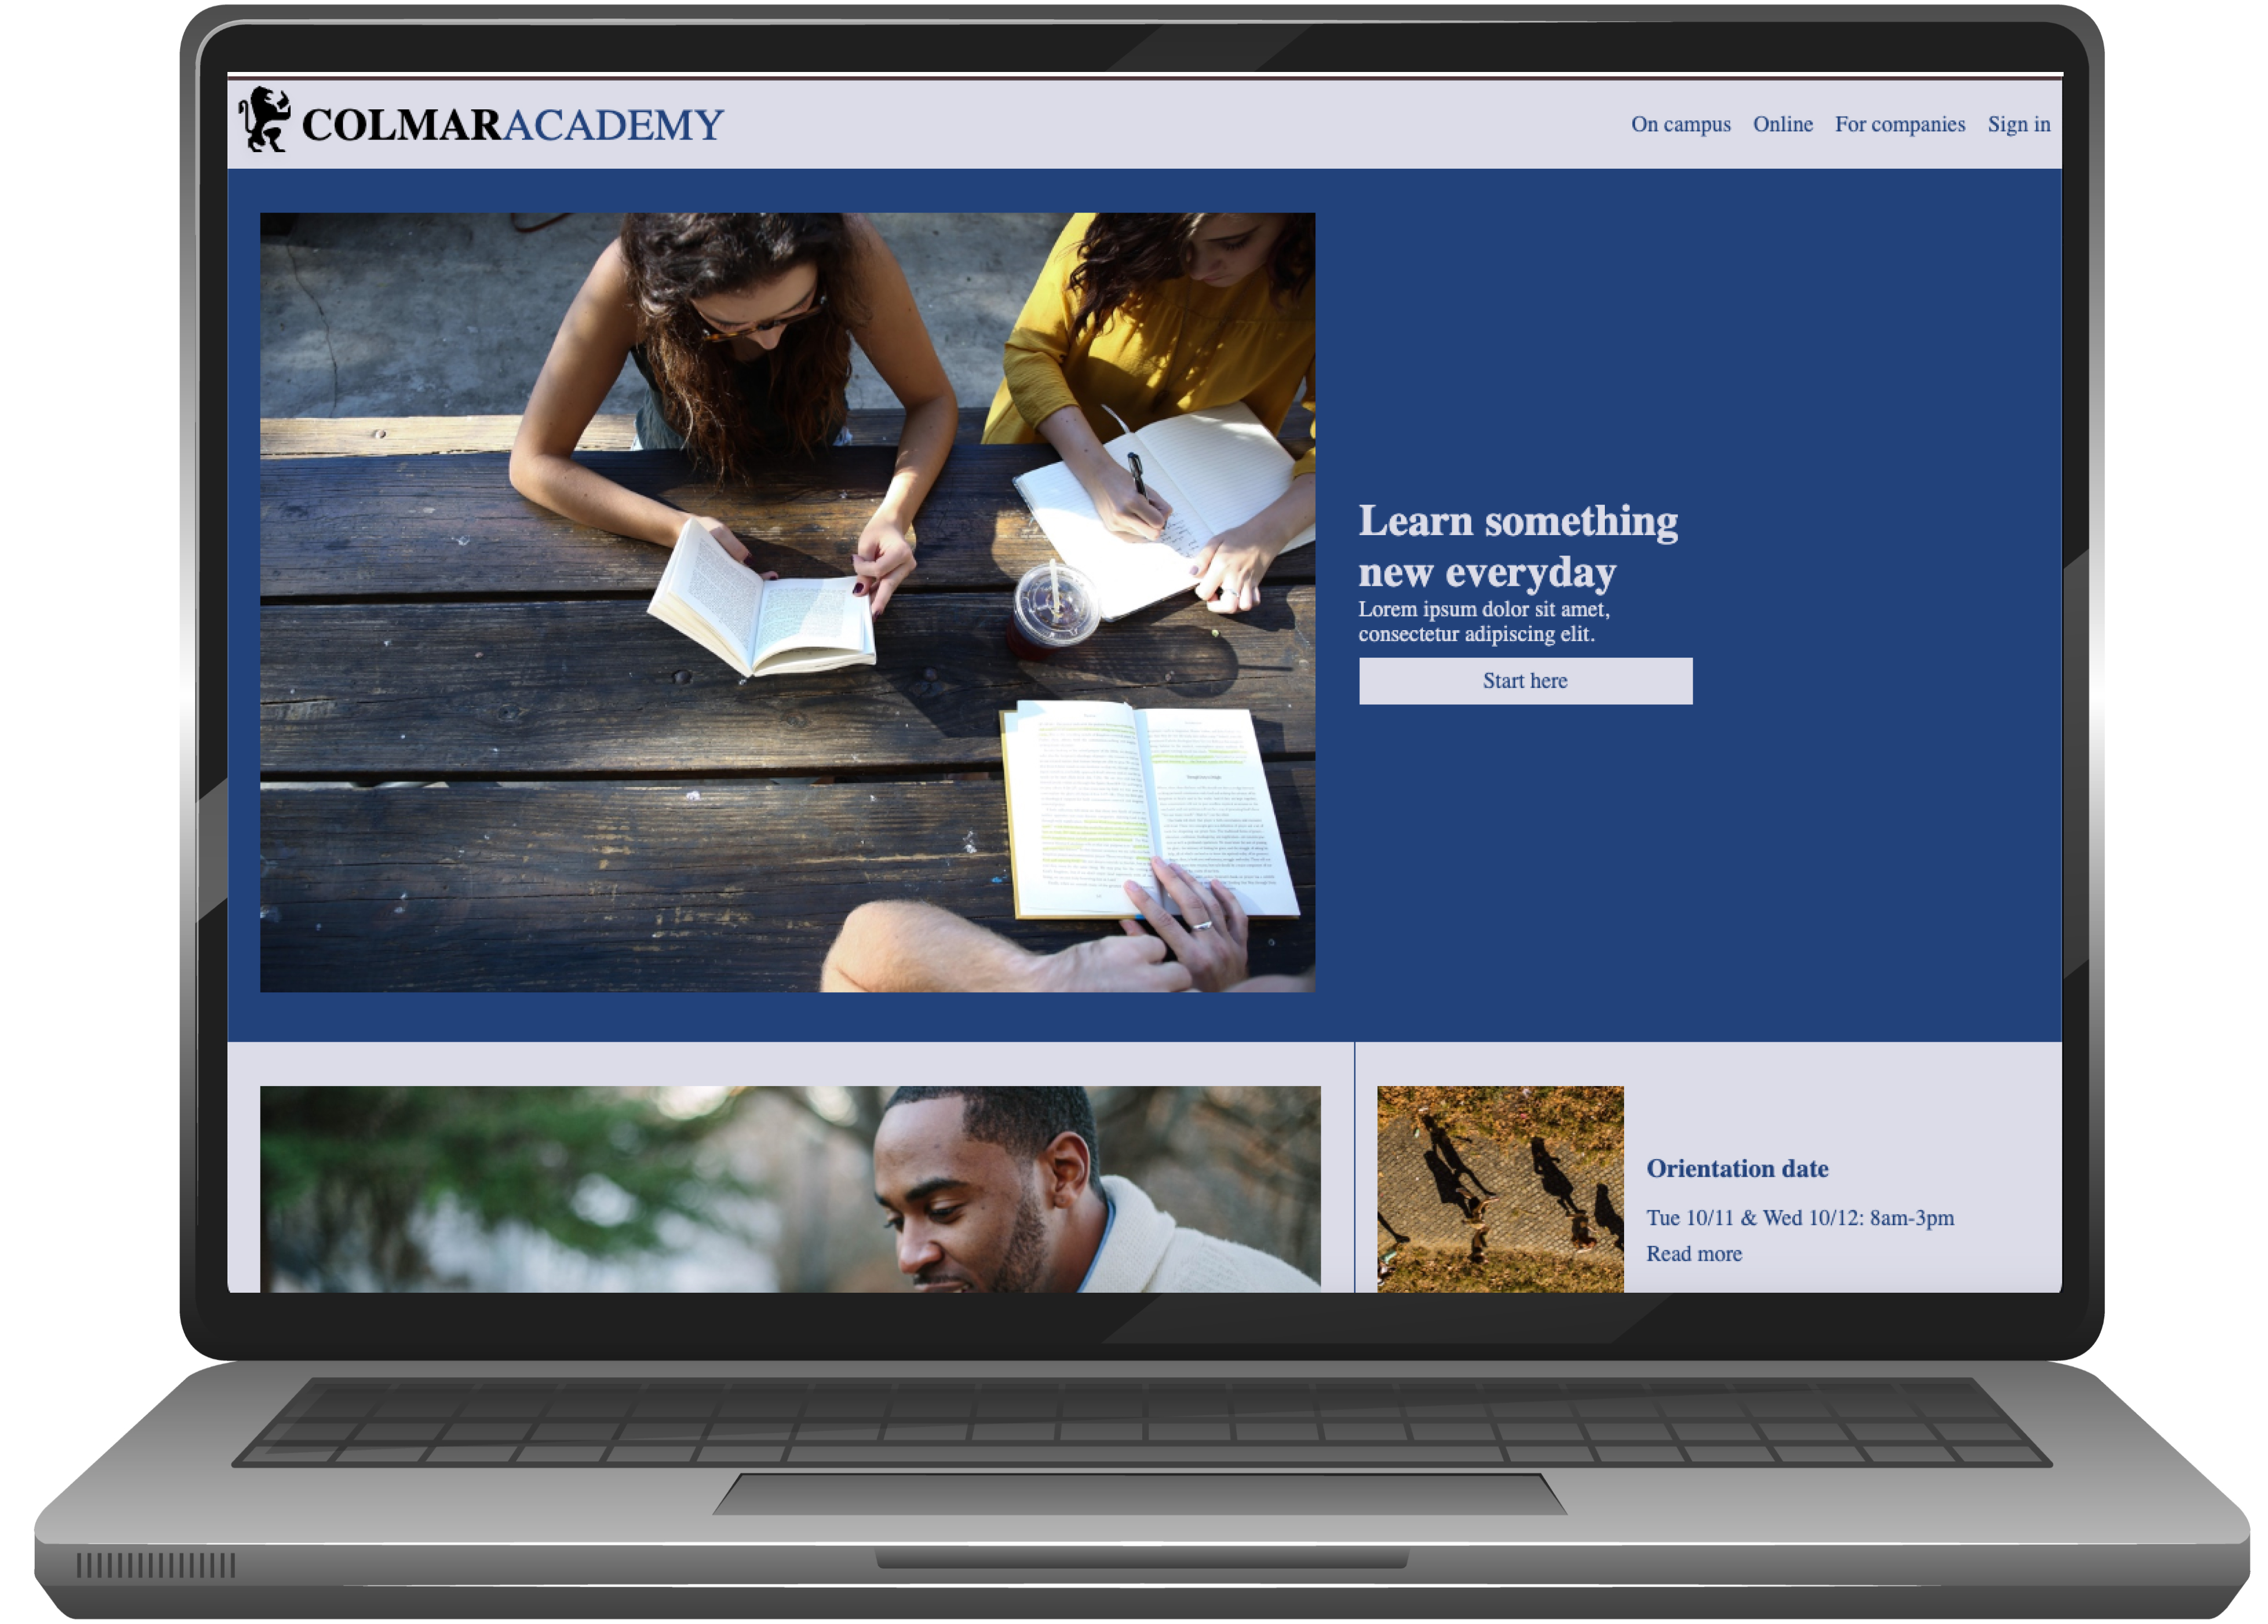 COLMARACADEMY
On campus Online For companies Sign in
Learn something
new everyday
Lorem ipsum dolor sit amet,
consectetur adipiscing elit.
Start here
Orientation date
Tue 10/11 & Wed 10/12: 8am-3pm
Read more